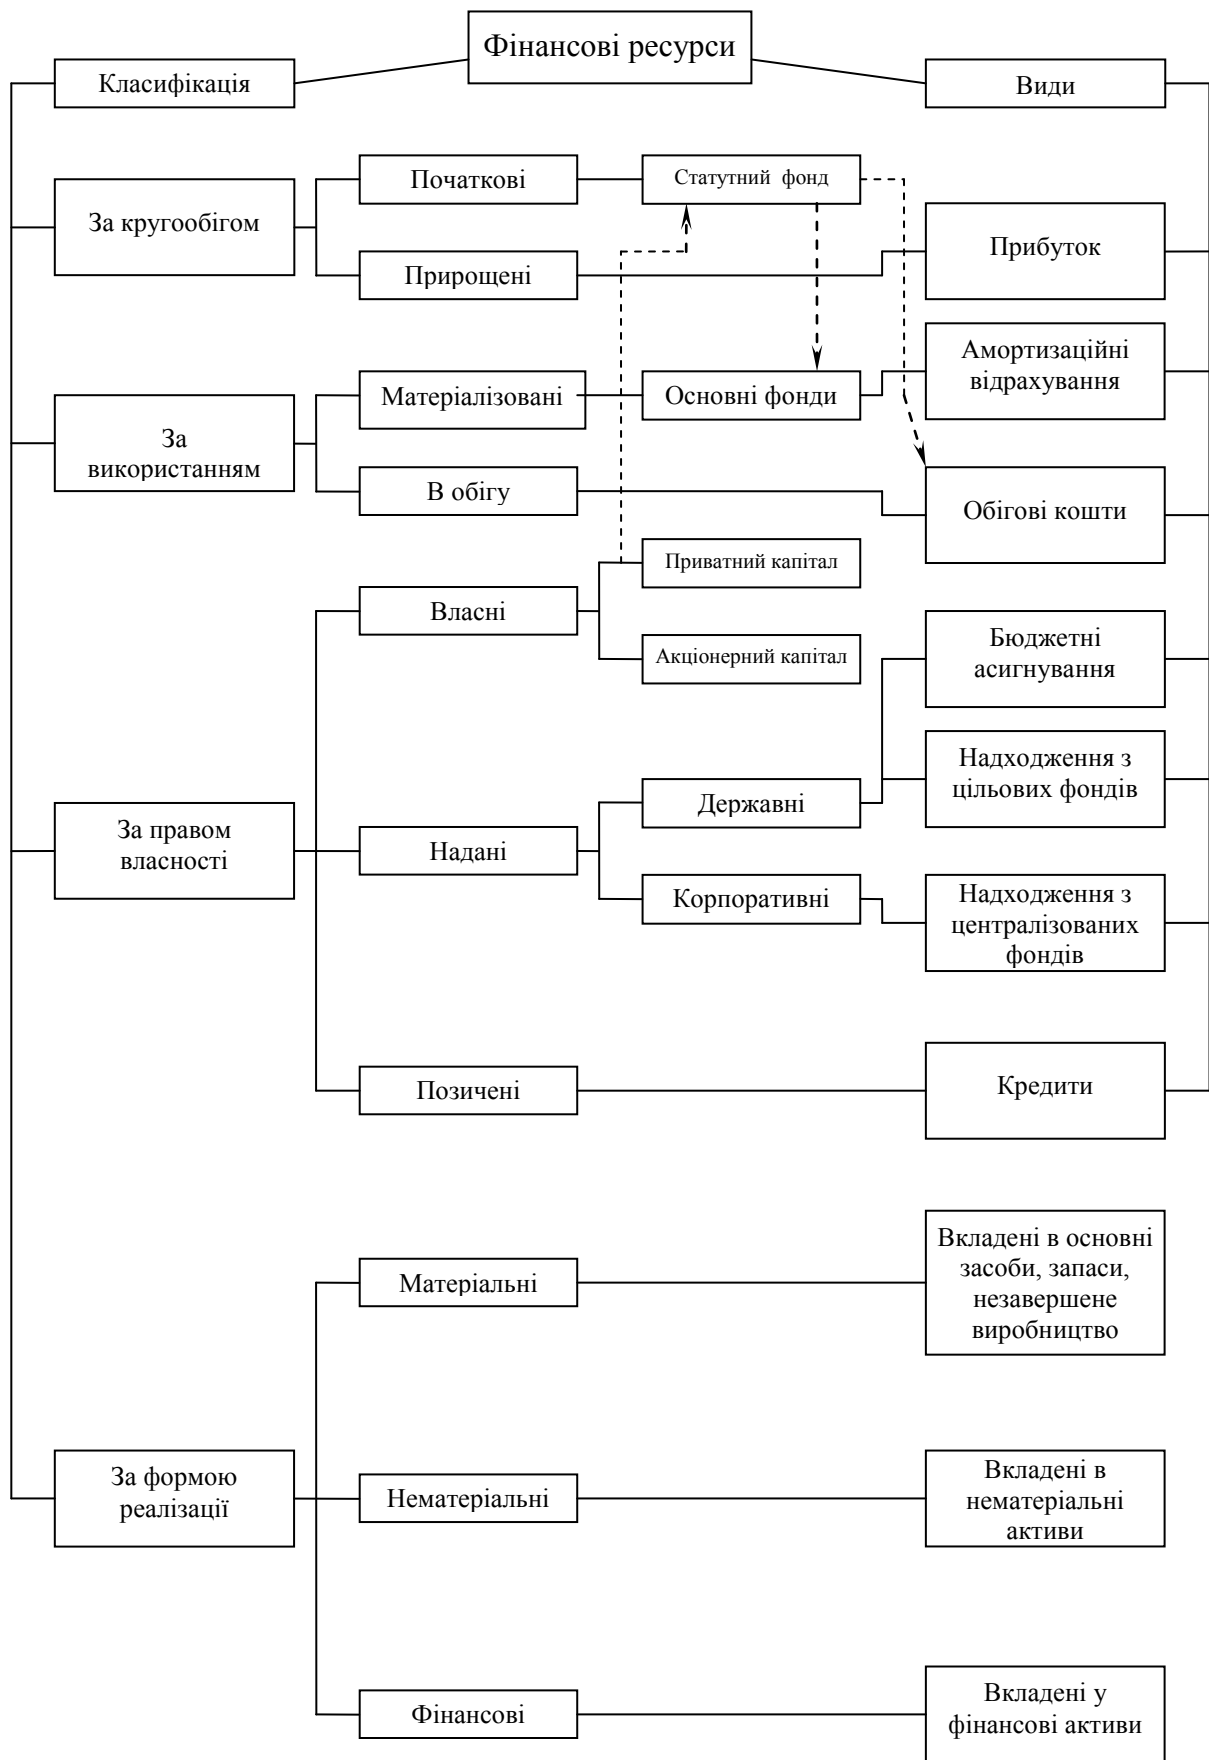 Фінансові ресурси
Класифікація
Види
За кругообігом
Початкові
Статутний фонд
Прирощені
Прибуток
За
використанням
Матеріалізовані
Основні фонди
Амортизаційні
відрахування
В обігу
Обігові кошти
За правом
власності
Власні
Приватний капітал
Акціонерний капітал
Надані
Державні
Бюджетні
асигнування
Надходження з
цільових фондів
Корпоративні
Надходження з
централізованих
фондів
Позичені
Кредити
За формою
реалізації
Матеріальні
Вкладені в основні
засоби, запаси,
незавершене
виробництво
Нематеріальні
Вкладені в
нематеріальні
активи
Фінансові
Вкладені у
фінансові активи